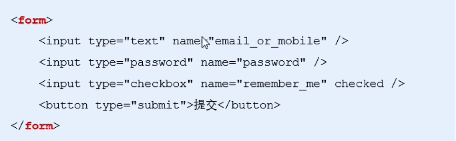 <form>
<input type="text" name="email_or_mobile" />
<input type="password" name="password" />
<input type="checkbox" name="remember_me" checked />
<button type="submit">提交</button>
</form>